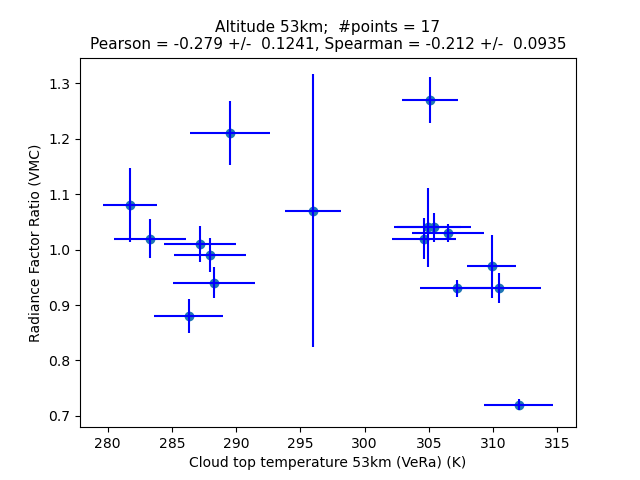 Altitude 53km;  #points = 17
Pearson = -0.279 +/-  0.1241, Spearman = -0.212 +/-  0.0935
1.3
1.2
1.1
1.0
0.9
0.8
0.7
Radiance Factor Ratio (VMC)
280 285 290 295 300 305 310 315
Cloud top temperature 53km (VeRa) (K)